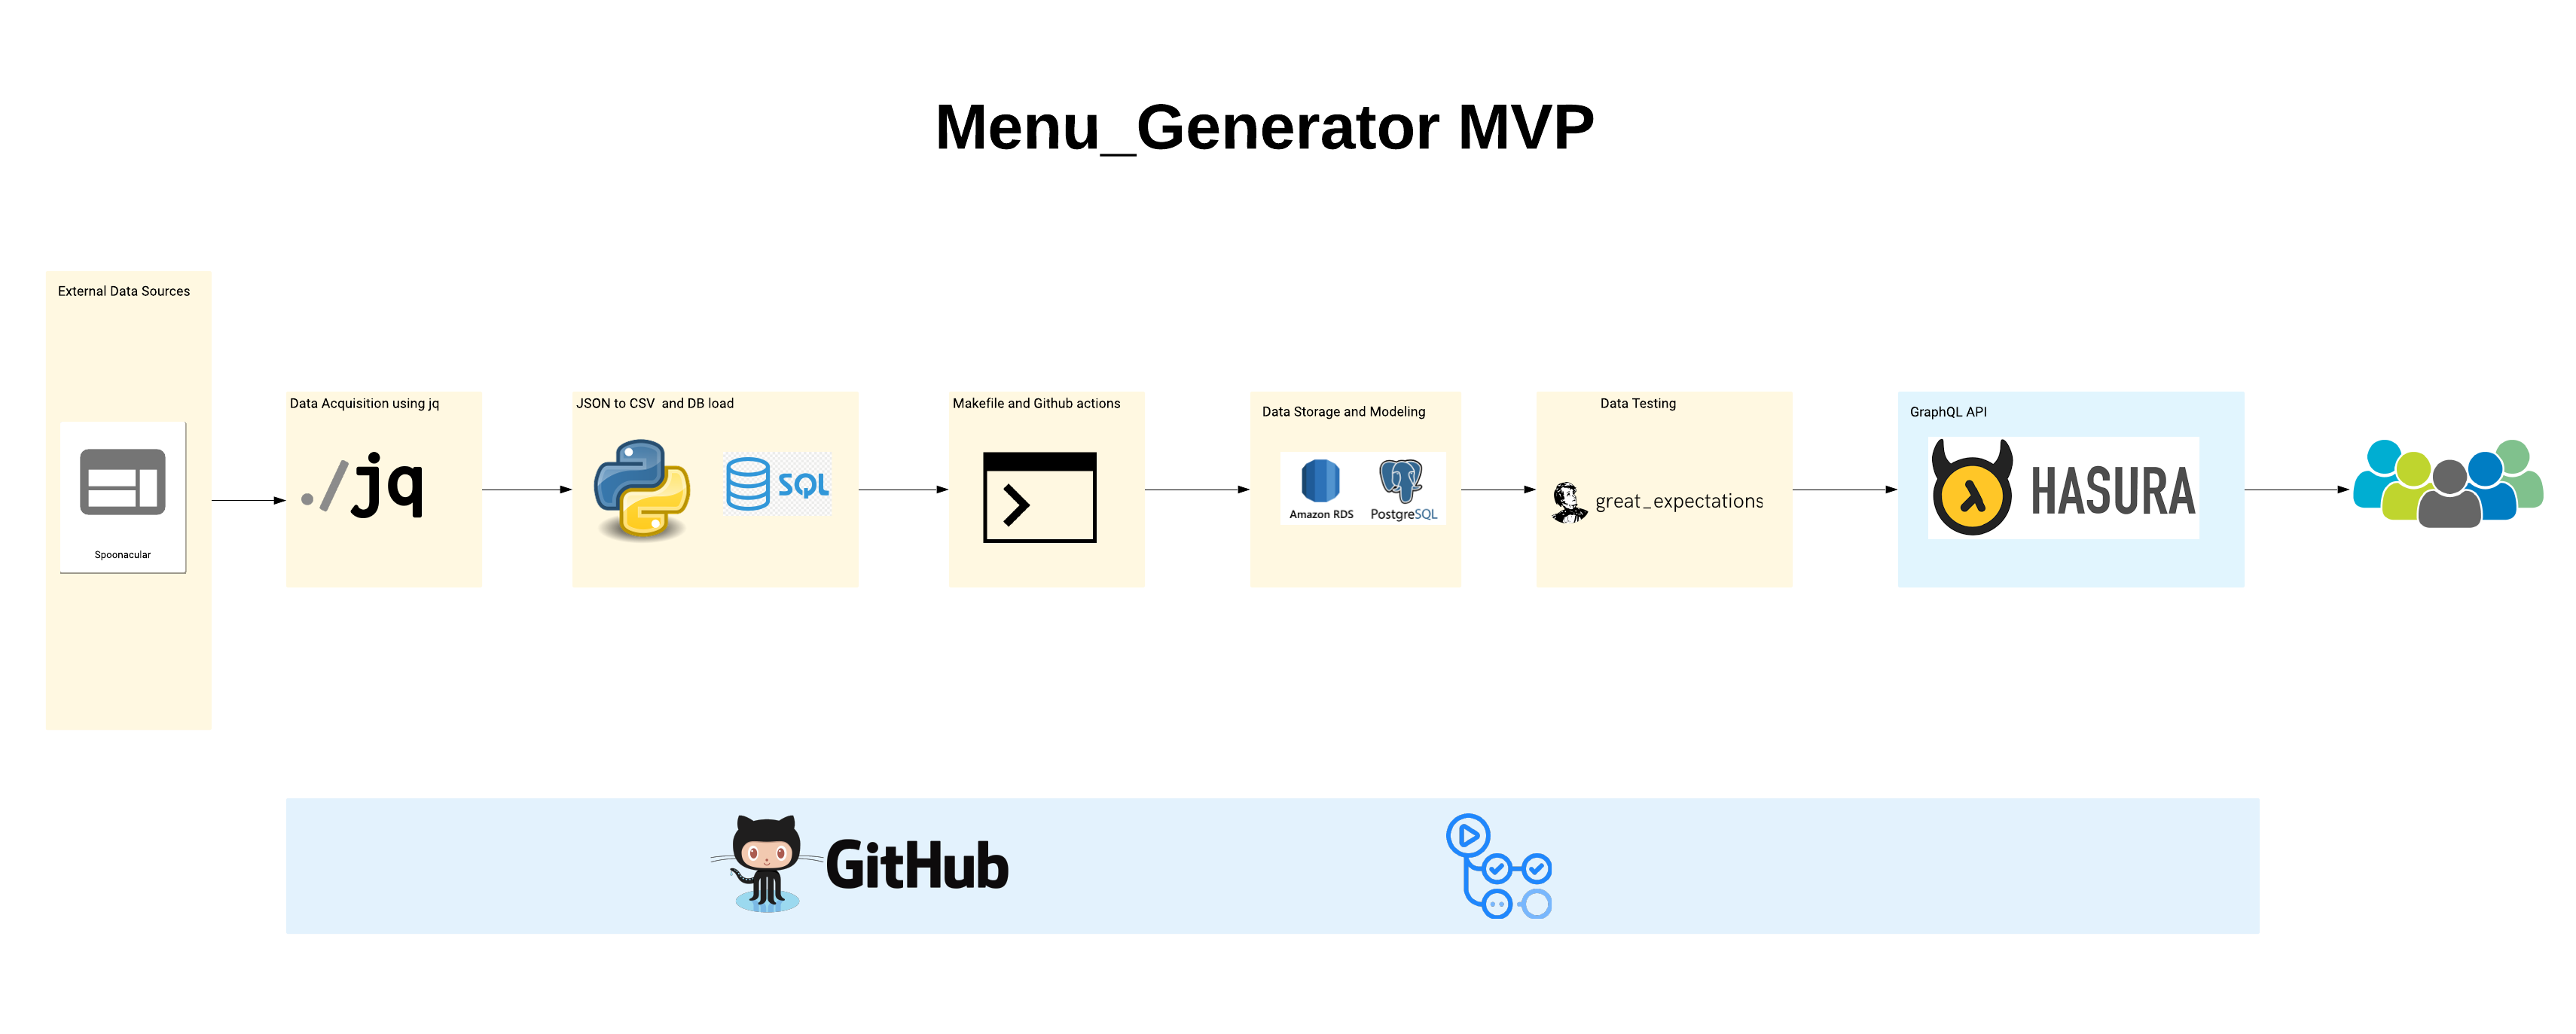 Menu_Generator MVP
External Data Sources
Spoonacular
Data Acquisition using jq
./jq
JSON to CSV  and DB load
SQL
Makefile and Github actions
Data Storage and Modeling
Amazon RDS
PostgreSQL
Data Testing
great_expectations
GraphQL API
HASURA
GitHub